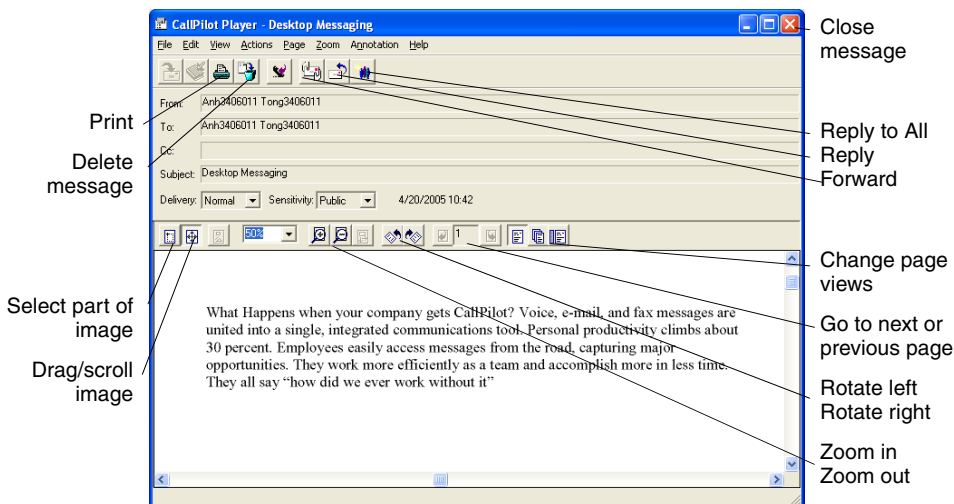 CallPilot Player - Desktop Messaging
File Edit View Actions Page Zoom Annotation Help
From: Anh3406011 Tong3406011
To: Anh3406011 Tong3406011
Cc:
Subject: Desktop Messaging
Delivery: Normal Sensitivity: Public 4/20/2005 10:42
50% 1
What Happens when your company gets CallPilot? Voice, e-mail, and fax messages are
united into a single, integrated communications tool. Personal productivity climbs about
30 percent. Employees easily access messages from the road, capturing major
opportunities. They work more efficiently as a team and accomplish more in less time.
They all say “how did we ever work without it”
Print
Delete
message
Select part of
image
Drag/scroll
image
Close
message
Reply to All
Reply
Forward
Change page
views
Go to next or
previous page
Rotate left
Rotate right
Zoom in
Zoom out